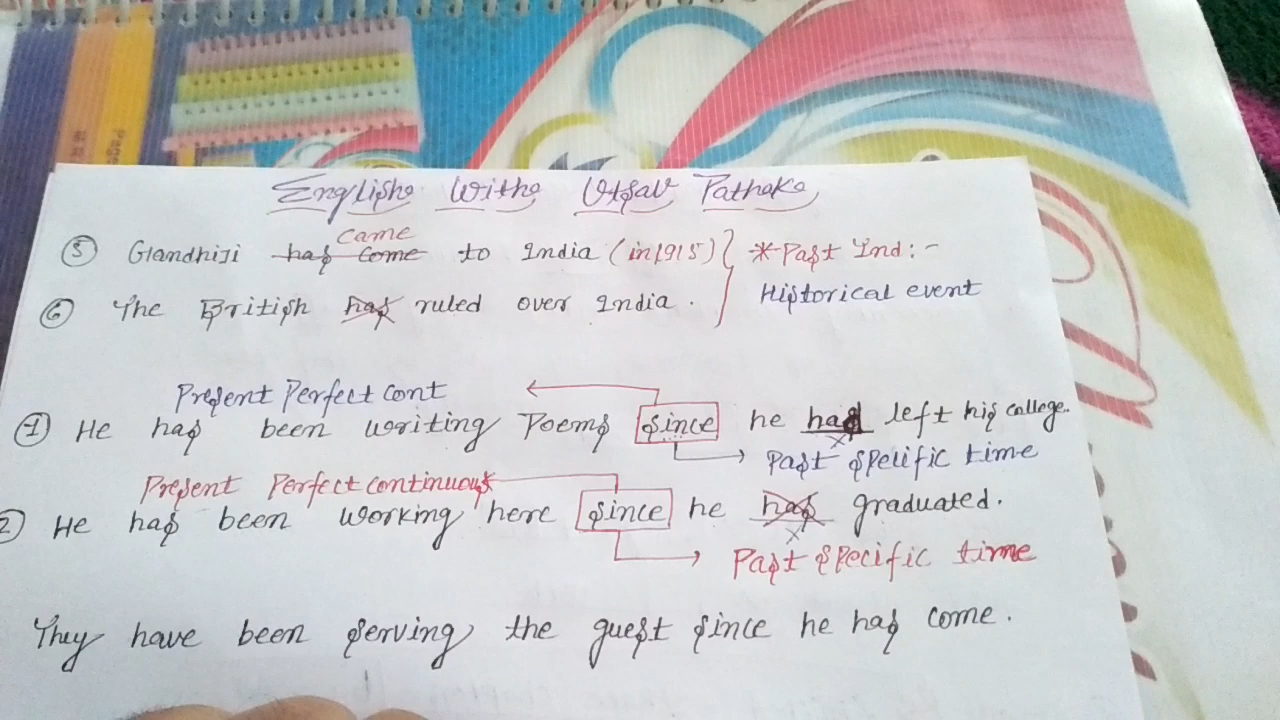 English With Utsav Pathak
came
⑤ Gandhiji has come to India (in 1915) } * Past Ind:-
⑥ The British has ruled over India. Historical event
Present Perfect cont
① He has been writing Poems since he had left his college.
Past specific time
Present Perfect continuous
② He has been working here since he has graduated.
x
Past specific time
They have been serving the guest since he has come.